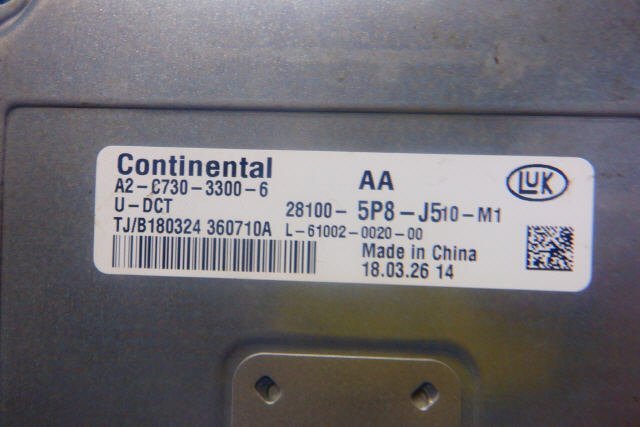 Continental
A2-C730-3300-6
U-DCT
TJ/B180324 360710A
AA
28100-5P8-J510-M1
L-61002-0020-00
Made in China
18.03.26 14
LUK